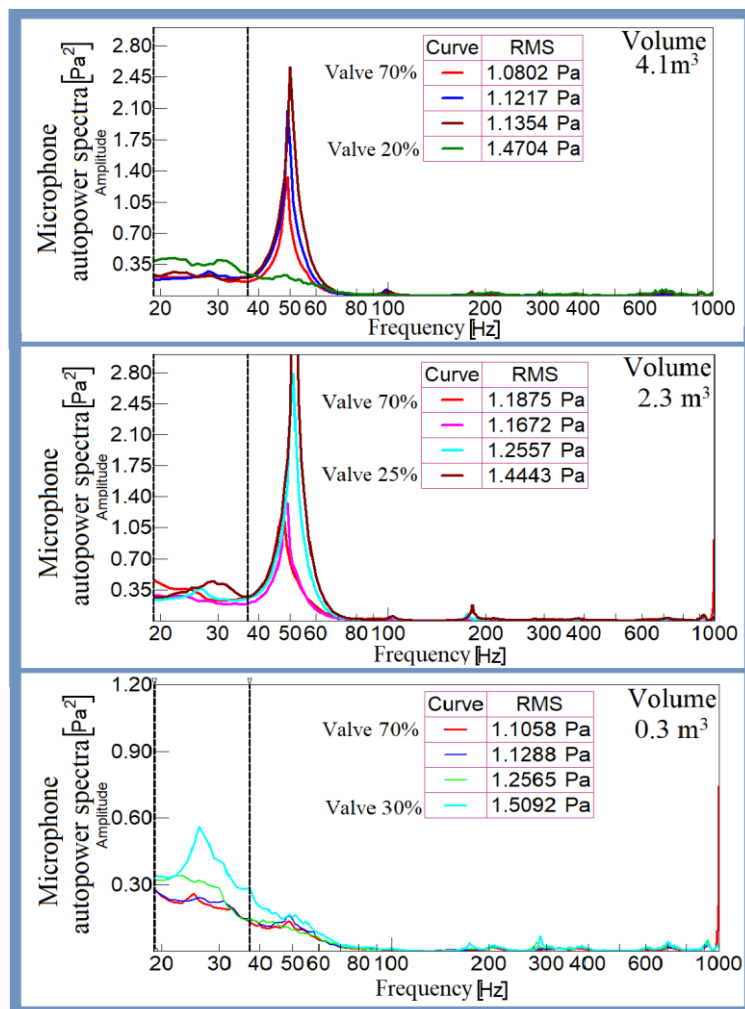 2.80
2.45
2.10
1.75
1.40
1.05
0.70
0.35
Microphone
autopower spectra[Pa²]
Amplitude
Valve 70%
Valve 20%
Curve RMS
1.0802 Pa
1.1217 Pa
1.1354 Pa
1.4704 Pa
Volume
4.1m³
20 30 40 50 60 80 100 200 300 400 600 1000
Frequency[Hz]
2.80
2.45
2.10
1.75
1.40
1.05
0.70
0.35
Microphone
autopower spectra[Pa²]
Amplitude
Valve 70%
Valve 25%
Curve RMS
1.1875 Pa
1.1672 Pa
1.2557 Pa
1.4443 Pa
Volume
2.3 m³
20 30 40 50 60 80 100 200 300 400 600 1000
Frequency[Hz]
1.20
0.90
0.60
0.30
Microphone
autopower spectra[Pa²]
Amplitude
Valve 70%
Valve 30%
Curve RMS
1.1058 Pa
1.1288 Pa
1.2565 Pa
1.5092 Pa
Volume
0.3 m³
20 30 40 50 60 80 100 200 300 400 600 1000
Frequency[Hz]